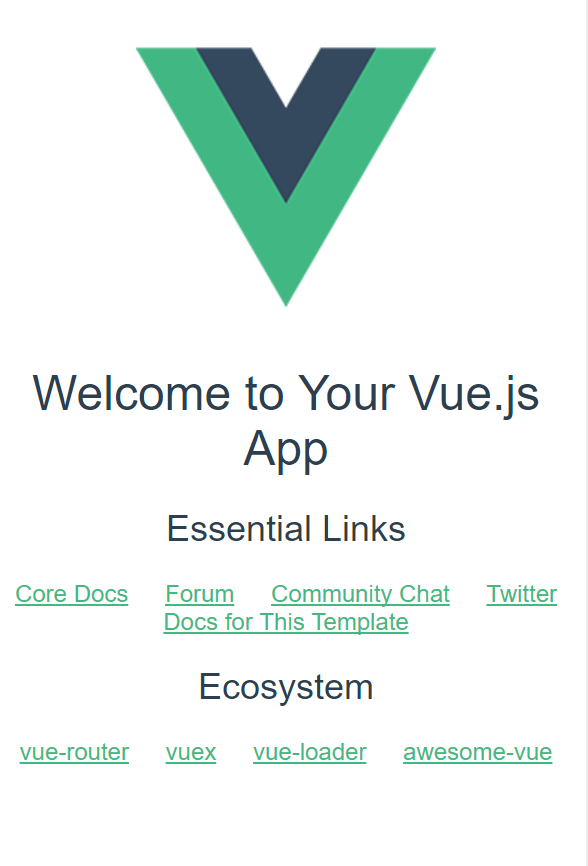 Welcome to Your Vue.js
App
Essential Links
Core Docs Forum Community Chat Twitter
Docs for This Template
Ecosystem
vue-router vuex vue-loader awesome-vue